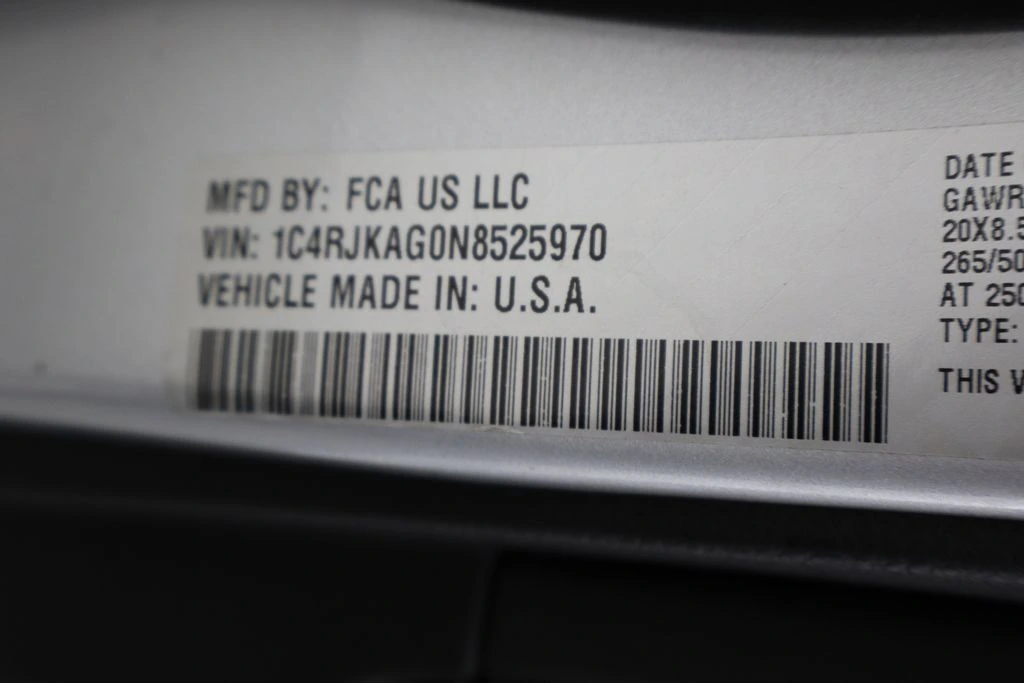 MFD BY: FCA US LLC
VIN: 1C4RJKAG0N8525970
VEHICLE MADE IN: U.S.A.
DATE
GAWR
20X8.5
265/50
AT 250
TYPE:
THIS V